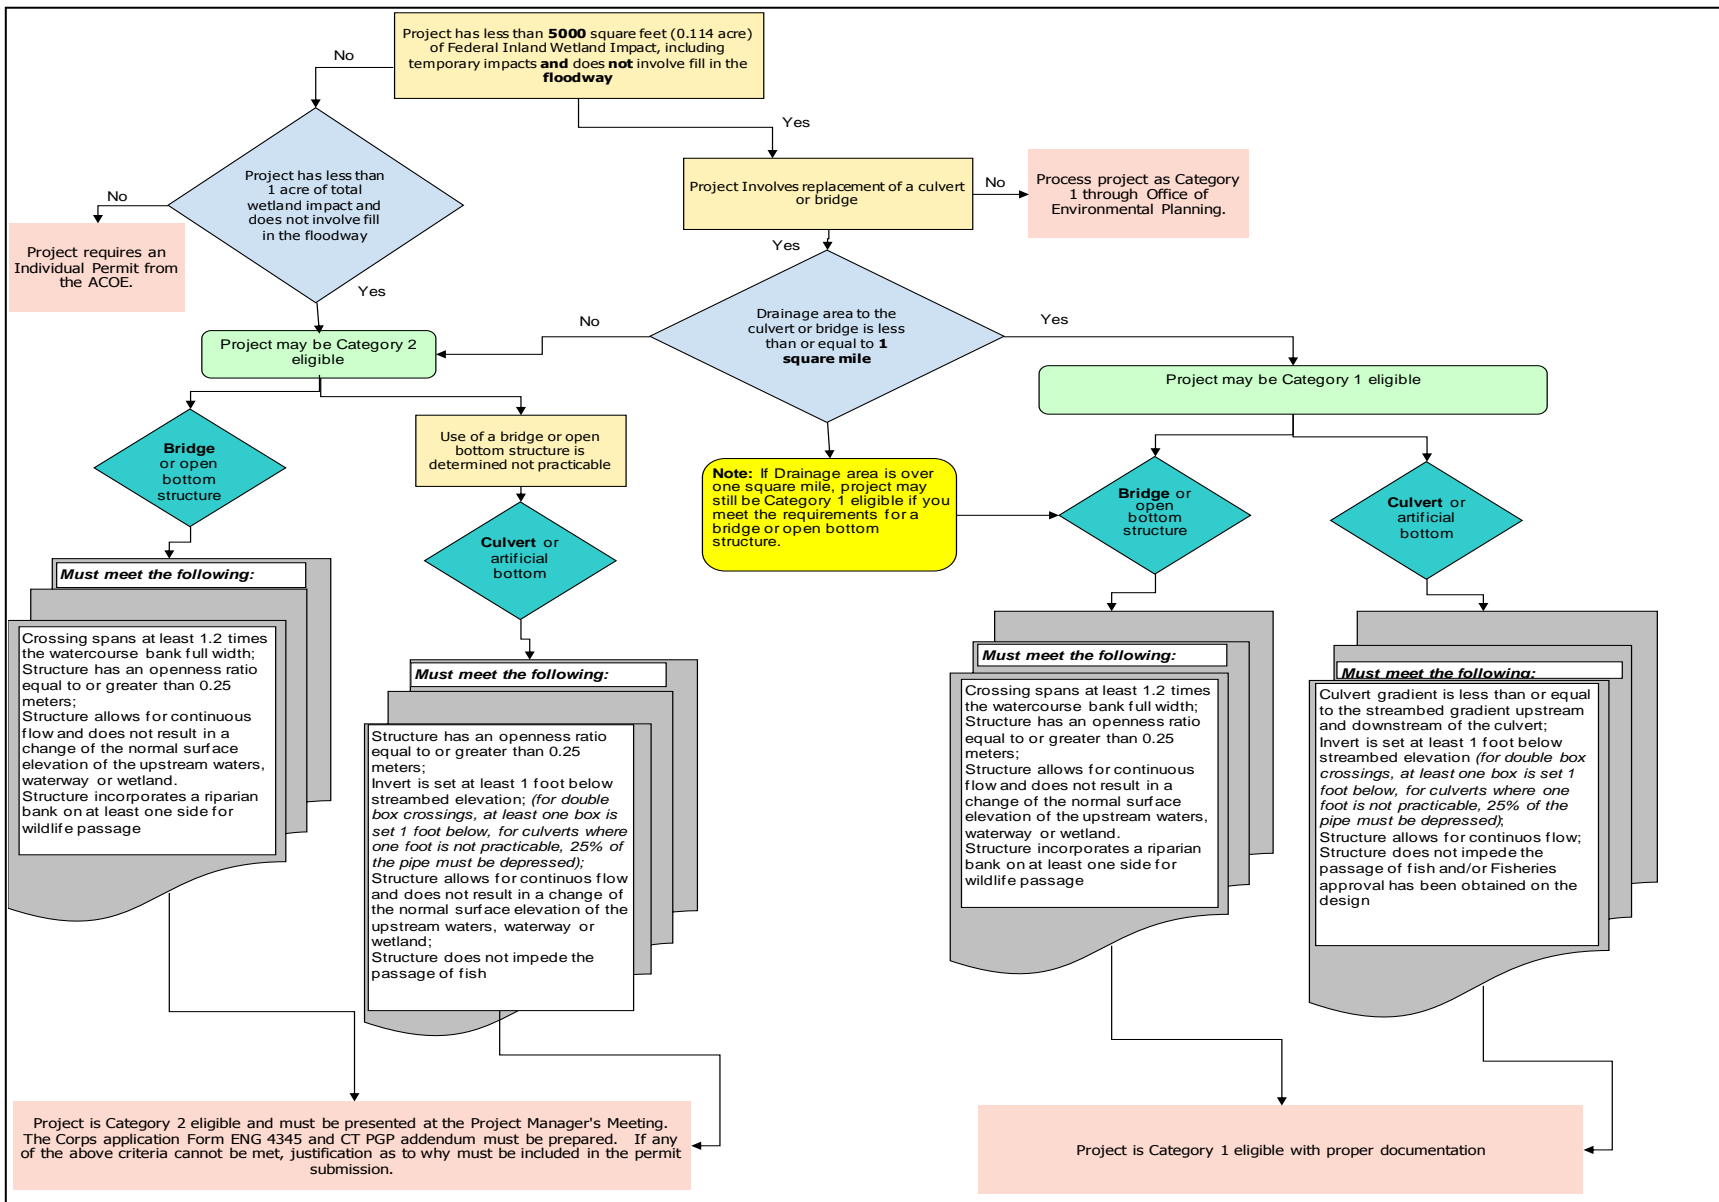 Project has less than 5000 square feet (0.114 acre)
of Federal Inland Wetland Impact, including
temporary impacts and does not involve fill in the
floodway
No
Yes
Project has less than
1 acre of total
wetland impact and
does not involve fill
in the floodway
No
Project requires an
Individual Permit from
the ACOE.
Yes
Project Involves replacement of a culvert
or bridge
No
Process project as Category
1 through Office of
Environmental Planning.
Yes
Drainage area to the
culvert or bridge is less
than or equal to 1
square mile
No
Yes
Project may be Category 2
eligible
Project may be Category 1 eligible
Bridge
or open
bottom
structure
Use of a bridge or open
bottom structure is
determined not practicable
Culvert or
artificial
bottom
Note: If Drainage area is over
one square mile, project may
still be Category 1 eligible if you
meet the requirements for a
bridge or open bottom
structure.
Bridge or
open
bottom
structure
Culvert or
artificial
bottom
Must meet the following:
Crossing spans at least 1.2 times
the watercourse bank full width;
Structure has an openness ratio
equal to or greater than 0.25
meters;
Structure allows for continuous
flow and does not result in a
change of the normal surface
elevation of the upstream waters,
waterway or wetland.
Structure incorporates a riparian
bank on at least one side for
wildlife passage
Must meet the following:
Structure has an openness ratio
equal to or greater than 0.25
meters;
Invert is set at least 1 foot below
streambed elevation; (for double
box crossings, at least one box is
set 1 foot below, for culverts where
one foot is not practicable, 25% of
the pipe must be depressed);
Structure allows for continuos flow
and does not result in a change of
the normal surface elevation of the
upstream waters, waterway or
wetland;
Structure does not impede the
passage of fish
Must meet the following:
Crossing spans at least 1.2 times
the watercourse bank full width;
Structure has an openness ratio
equal to or greater than 0.25
meters;
Structure allows for continuous
flow and does not result in a
change of the normal surface
elevation of the upstream waters,
waterway or wetland.
Structure incorporates a riparian
bank on at least one side for
wildlife passage
Must meet the following:
Culvert gradient is less than or equal
to the streambed gradient upstream
and downstream of the culvert;
Invert is set at least 1 foot below
streambed elevation (for double box
crossings, at least one box is set 1
foot below, for culverts where one
foot is not practicable, 25% of the
pipe must be depressed);
Structure allows for continuos flow;
Structure does not impede the
passage of fish and/or Fisheries
approval has been obtained on the
design
Project is Category 2 eligible and must be presented at the Project Manager's Meeting.
The Corps application Form ENG 4345 and CT PGP addendum must be prepared. If any
of the above criteria cannot be met, justification as to why must be included in the permit
submission.
Project is Category 1 eligible with proper documentation